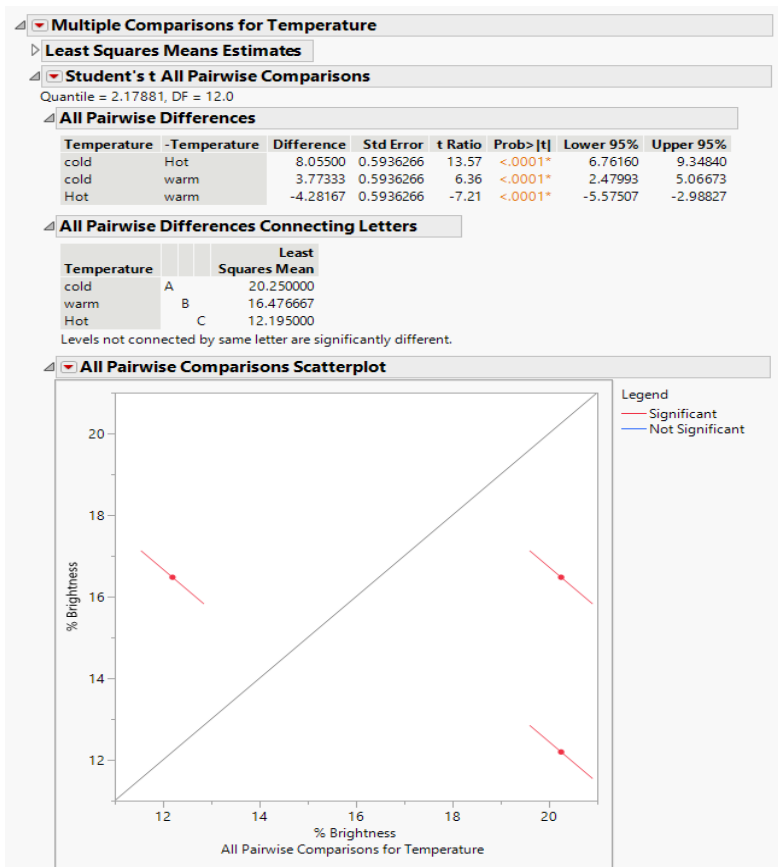 Multiple Comparisons for Temperature
Least Squares Means Estimates
Student's t All Pairwise Comparisons
Quantile = 2.17881, DF = 12.0
All Pairwise Differences
Temperature -Temperature Difference Std Error t Ratio Prob>|t| Lower 95% Upper 95%
cold Hot 8.05500 0.5936266 13.57 <.0001* 6.76160 9.34840
cold warm 3.77333 0.5936266 6.36 <.0001* 2.47993 5.06673
Hot warm -4.28167 0.5936266 -7.21 <.0001* -5.57507 -2.98827
All Pairwise Differences Connecting Letters
Least
Temperature Squares Mean
cold A 20.250000
warm B 16.476667
Hot C 12.195000
Levels not connected by same letter are significantly different.
All Pairwise Comparisons Scatterplot
Legend
Significant
Not Significant
20
18
16
14
12
% Brightness
12 14 16 18 20
% Brightness
All Pairwise Comparisons for Temperature